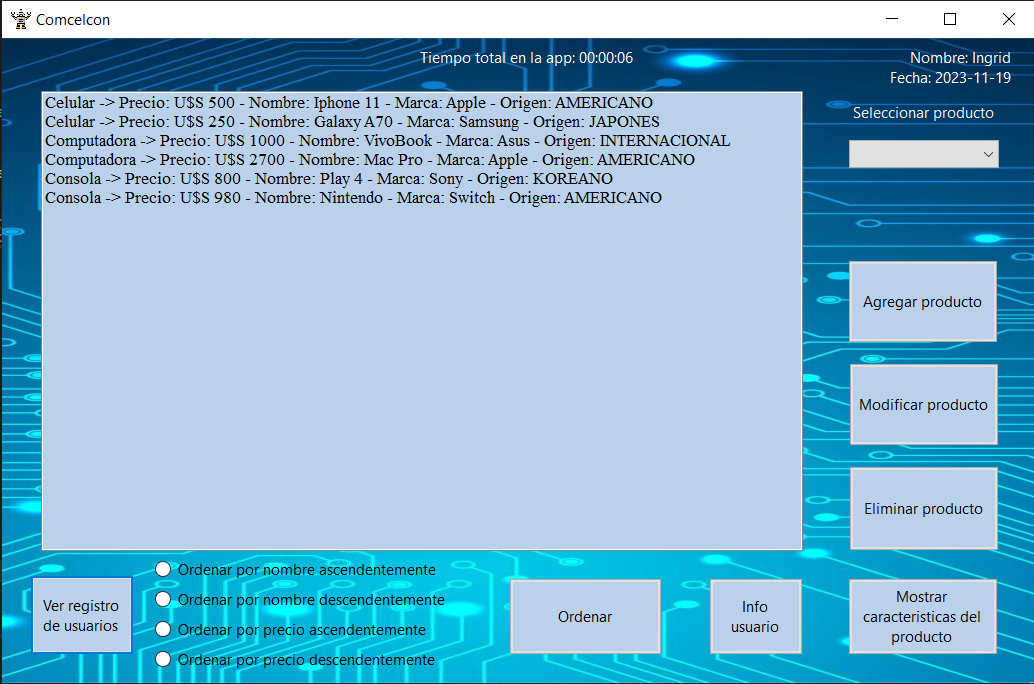 Comcelcon
Tiempo total en la app: 00:00:06
Nombre: Ingrid
Fecha: 2023-11-19
Celular -> Precio: U$S 500 - Nombre: Iphone 11 - Marca: Apple - Origen: AMERICANO
Celular -> Precio: U$S 250 - Nombre: Galaxy A70 - Marca: Samsung - Origen: JAPONES
Computadora -> Precio: U$S 1000 - Nombre: VivoBook - Marca: Asus - Origen: INTERNACIONAL
Computadora -> Precio: U$S 2700 - Nombre: Mac Pro - Marca: Apple - Origen: AMERICANO
Consola -> Precio: U$S 800 - Nombre: Play 4 - Marca: Sony - Origen: KOREANO
Consola -> Precio: U$S 980 - Nombre: Nintendo - Marca: Switch - Origen: AMERICANO
Seleccionar producto
Agregar producto
Modificar producto
Eliminar producto
Ver registro
de usuarios
Ordenar por nombre ascendentemente
Ordenar por nombre descendentemente
Ordenar por precio ascendentemente
Ordenar por precio descendentemente
Ordenar
Info
usuario
Mostrar
caracteristicas del
producto